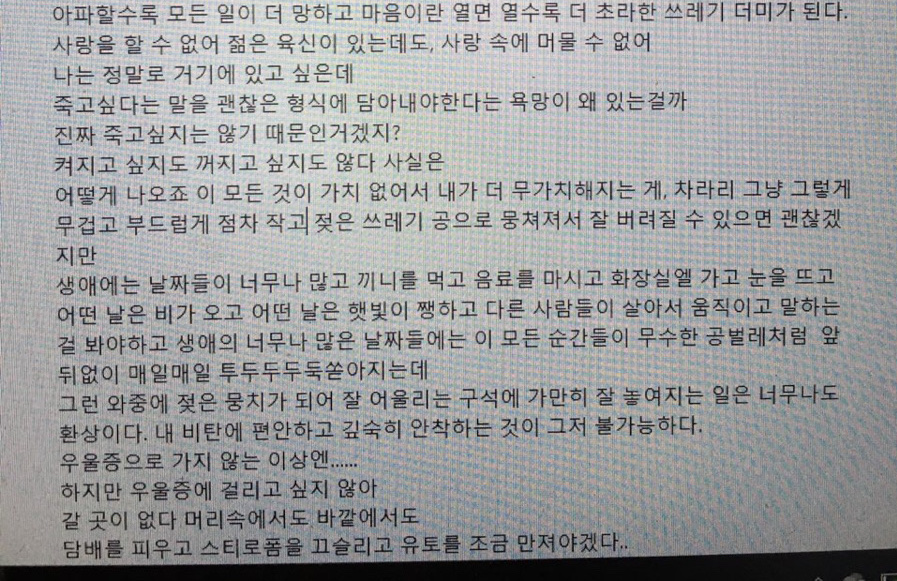 아파할수록 모든 일이 더 망하고 마음이란 열면 열수록 더 초라한 쓰레기 더미가 된다.
사랑을 할 수 없어 젊은 육신이 있는데도, 사랑 속에 머물 수 없어
나는 정말로 거기에 있고 싶은데
죽고싶다는 말을 괜찮은 형식에 담아내야한다는 욕망이 왜 있는걸까
진짜 죽고싶지는 않기 때문인거겠지?
켜지고 싶지도 꺼지고 싶지도 않다 사실은
어떻게 나오죠 이 모든 것이 가치 없어서 내가 더 무가치해지는 게, 차라리 그냥 그렇게
무겁고 부드럽게 점차 작고 젖은 쓰레기 공으로 뭉쳐져서 잘 버려질 수 있으면 괜찮겠
지만
생애에는 날짜들이 너무나 많고 끼니를 먹고 음료를 마시고 화장실엘 가고 눈을 뜨고
어떤 날은 비가 오고 어떤 날은 햇빛이 쨍하고 다른 사람들이 살아서 움직이고 말하는
걸 봐야하고 생애의 너무나 많은 날짜들에는 이 모든 순간들이 무수한 공벌레처럼 앞
뒤없이 매일매일 투두두두두둑쏟아지는데
그런 와중에 젖은 뭉치가 되어 잘 어울리는 구석에 가만히 잘 놓여지는 일은 너무나도
환상이다. 내 비탄에 편안하고 깊숙히 안착하는 것이 그저 불가능하다.
우울증으로 가지 않는 이상엔......
하지만 우울증에 걸리고 싶지 않아
갈 곳이 없다 머리속에서도 바깥에서도
담배를 피우고 스티로폼을 끄슬리고 유토를 조금 만져야겠다..